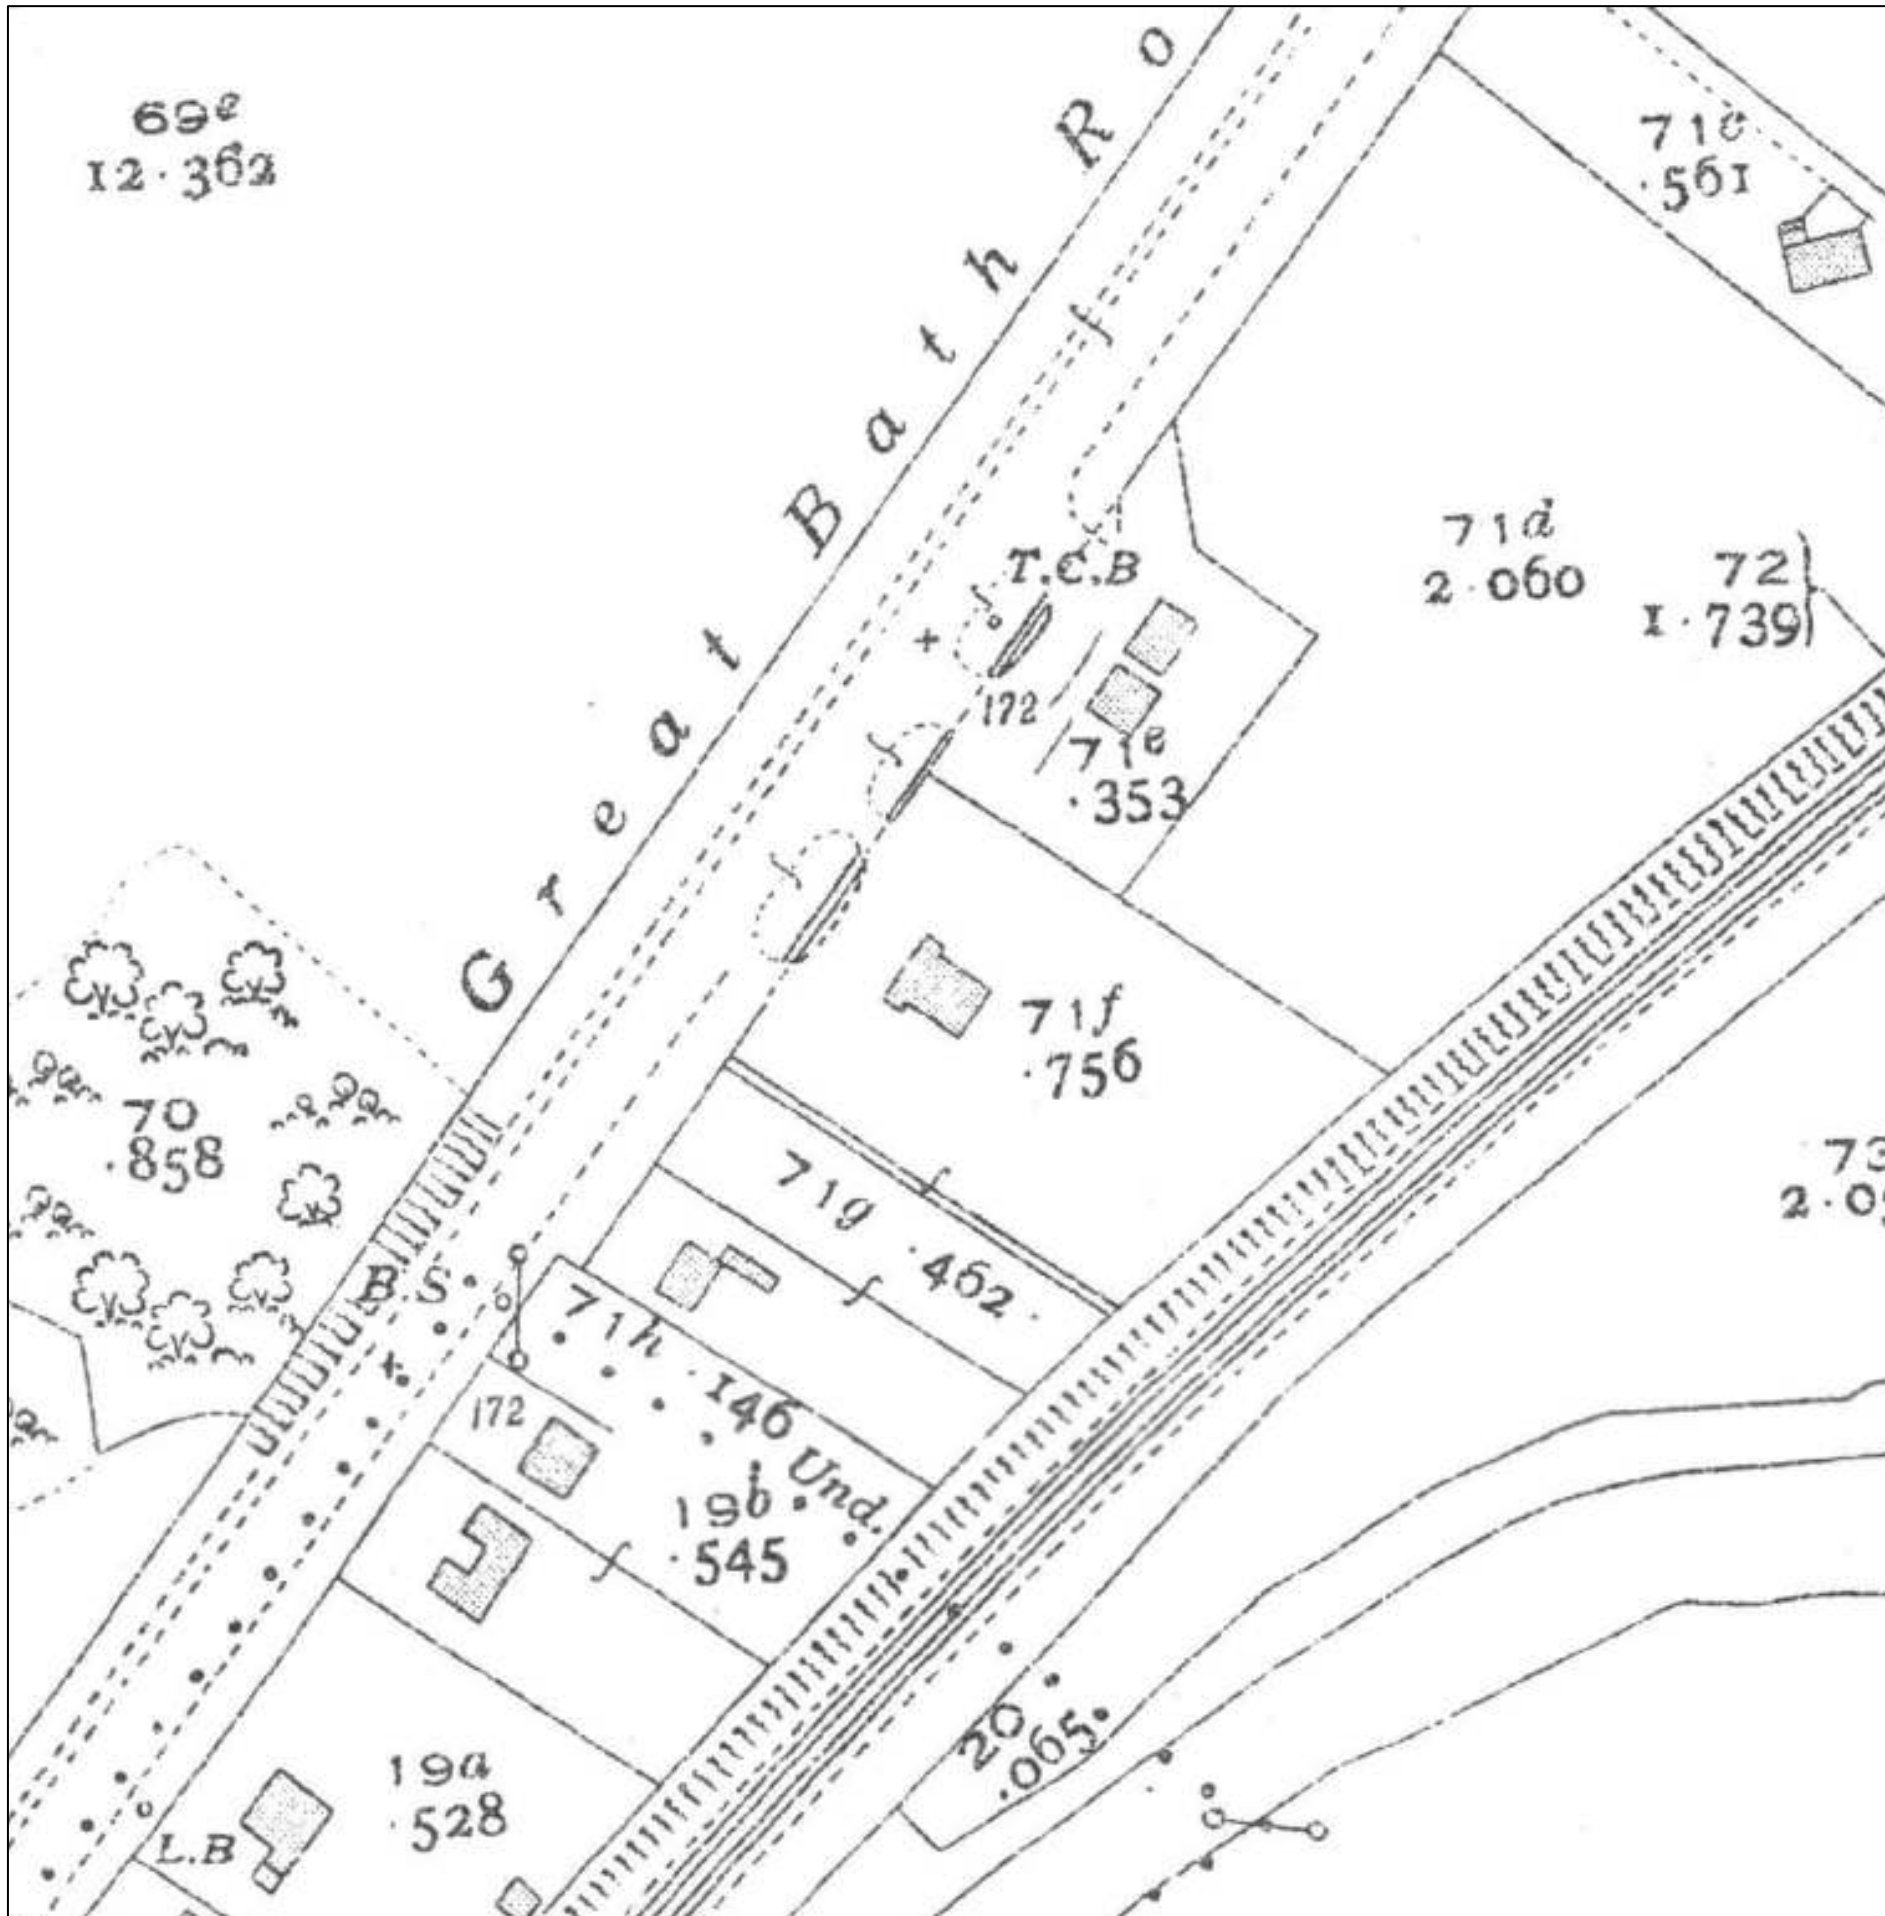 69e
12.362
Great Bath Ro
71c
.561
71d
2.060
72
1.739
T.C.B
172
71e
.353
71f
.756
70
.858
71g .462
73
B.S
71h .146
172
19b
.545
Und.
20
.065
19a
.528
L.B